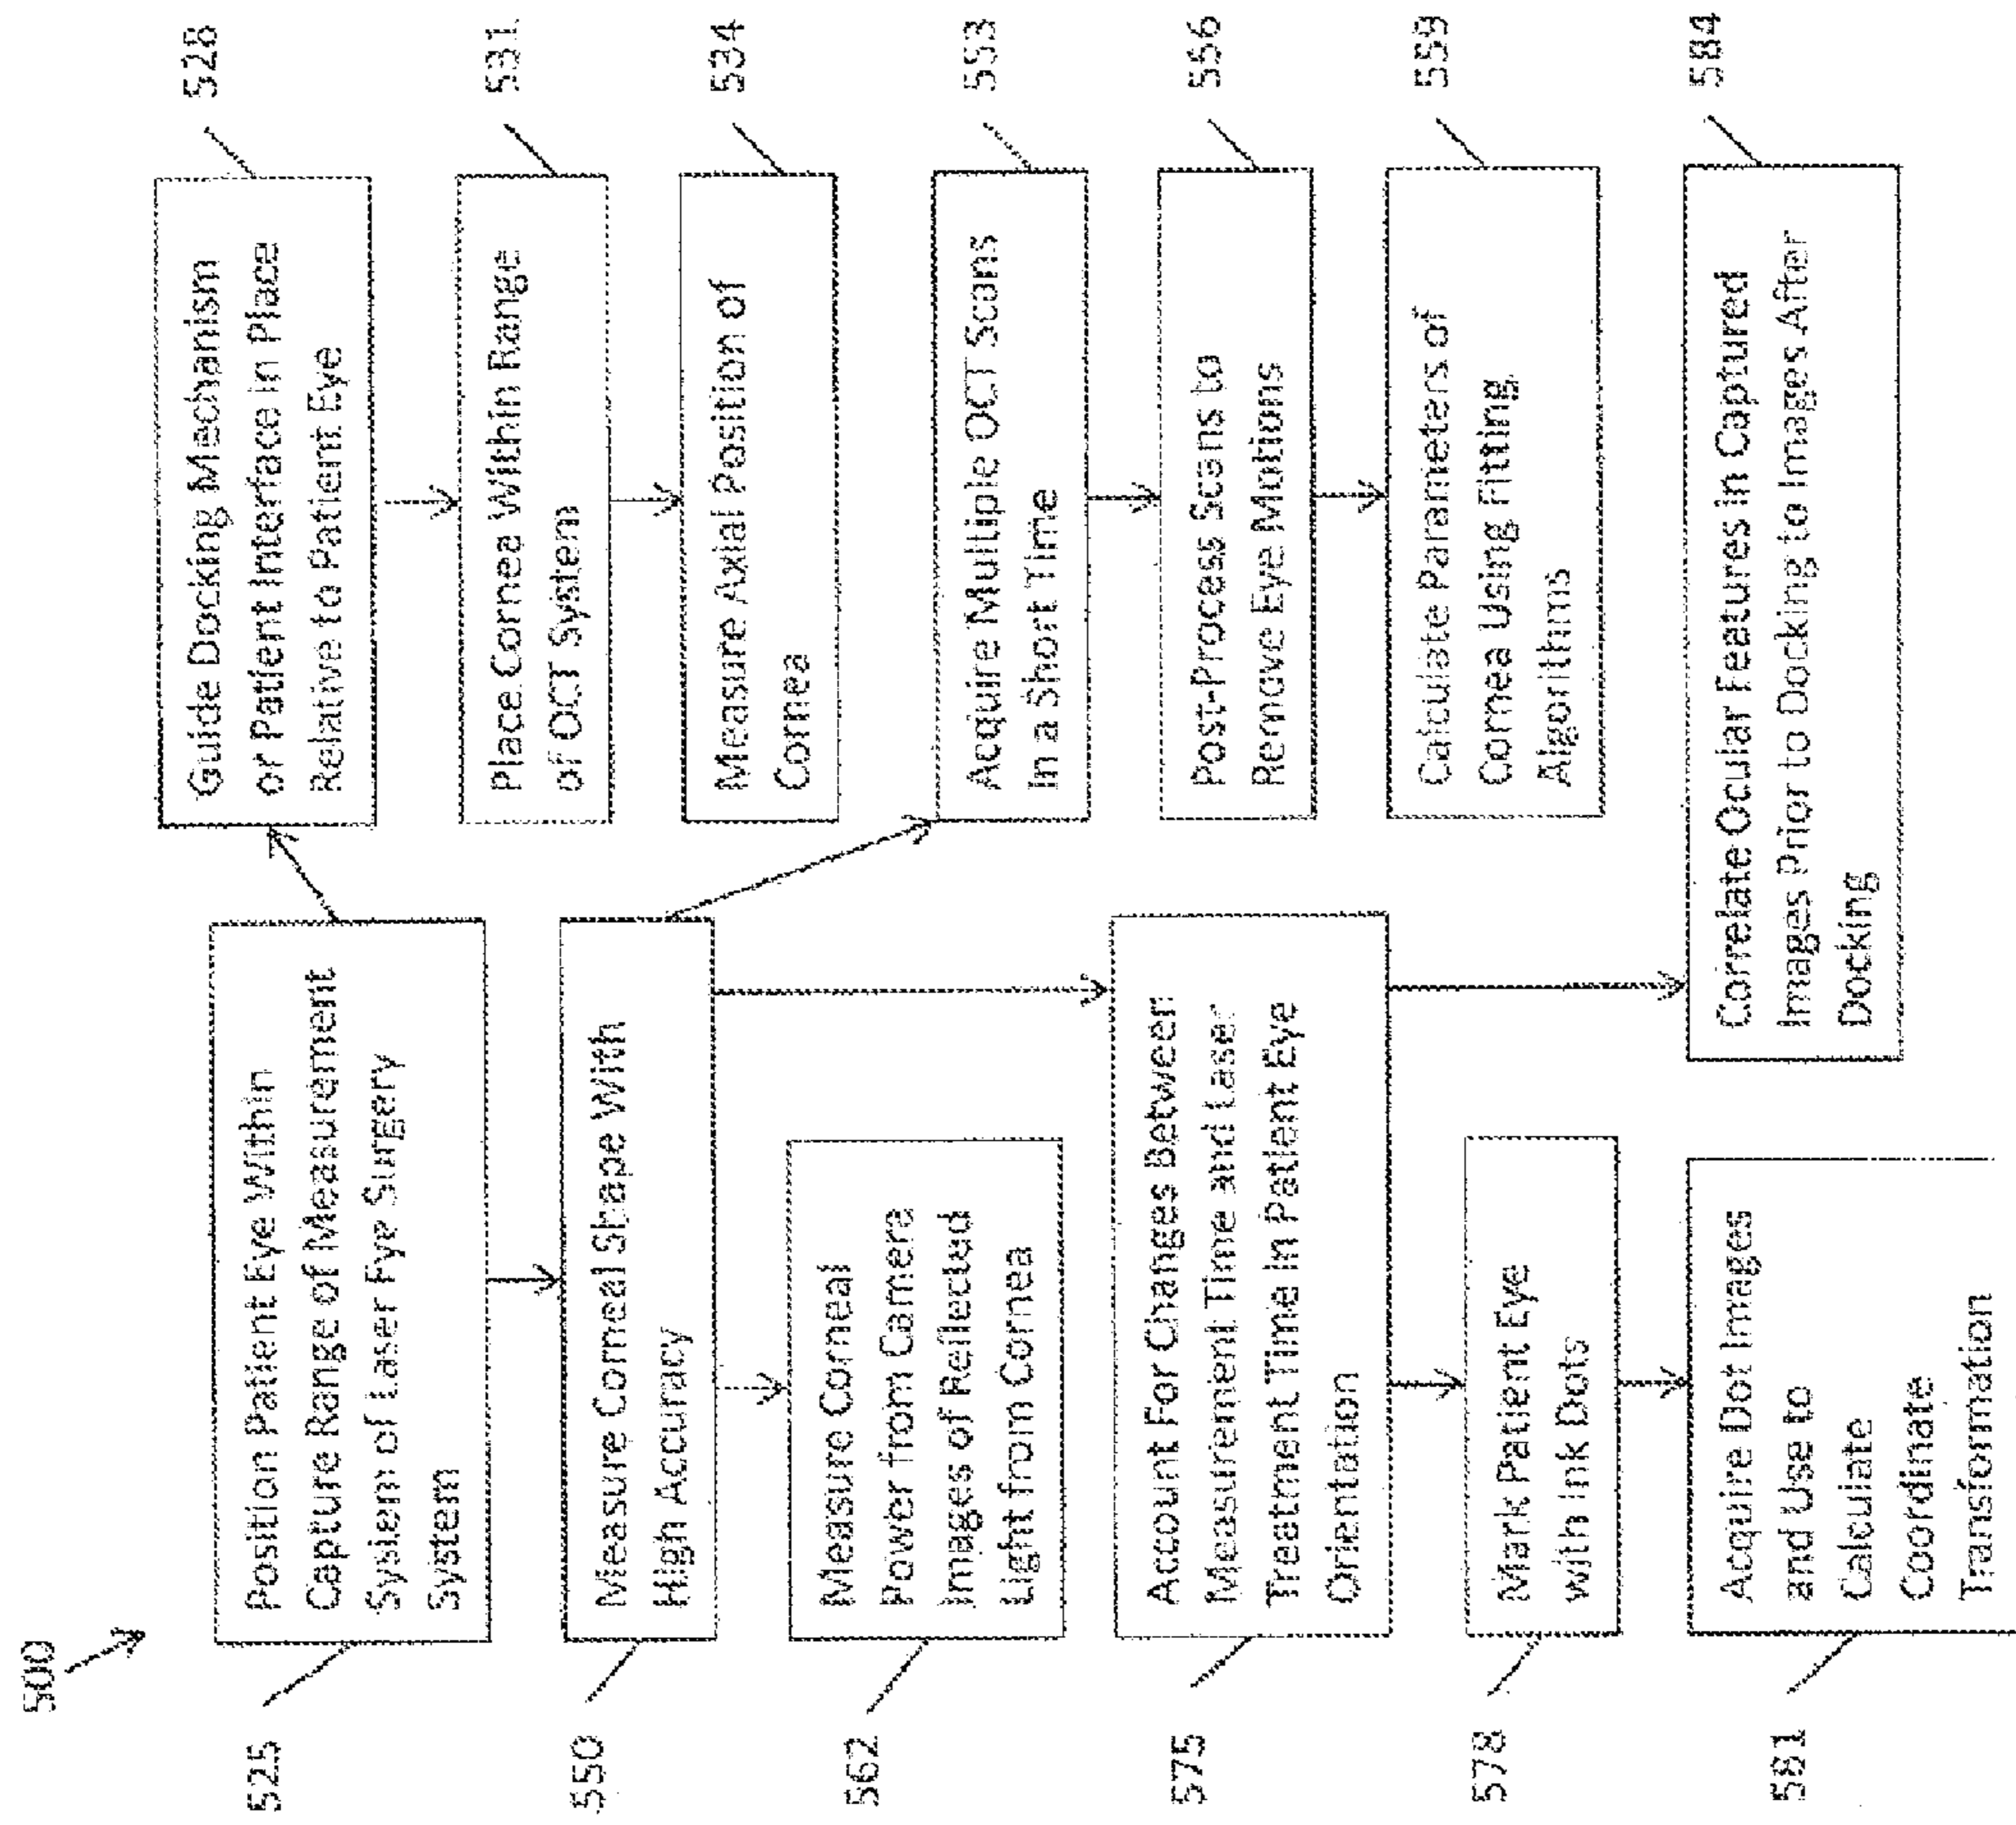 500
525
Position Patient Eye Within
Capture Range of Measurement
System of Laser Eye Surgery
System
528
Guide Docking Mechanism
or Patient Interface in Place
Relative to Patient Eye
531
Place Cornea Within Range
of OCT System
534
Measure Axial Position of
Cornea
550
Measure Corneal Shape With
High Accuracy
553
Acquire Multiple OCT Scans
In a Short Time
556
Post-Process Scans to
Remove Eye Motions
559
Calculate Parameters of
Cornea Using Fitting
Algorithms
562
Measure Corneal
Power from Camera
Images of Reflected
Light from Cornea
575
Account For Changes Between
Measurement Time and Laser
Treatment Time in Patient Eye
Orientation
578
Mark Patient Eye
with Ink Dots
581
Acquire Dot Images
and Use to
Calculate
Coordinate
Transformation
584
Correlate Ocular Features in Captured
Images Prior to Docking to Images After
Docking